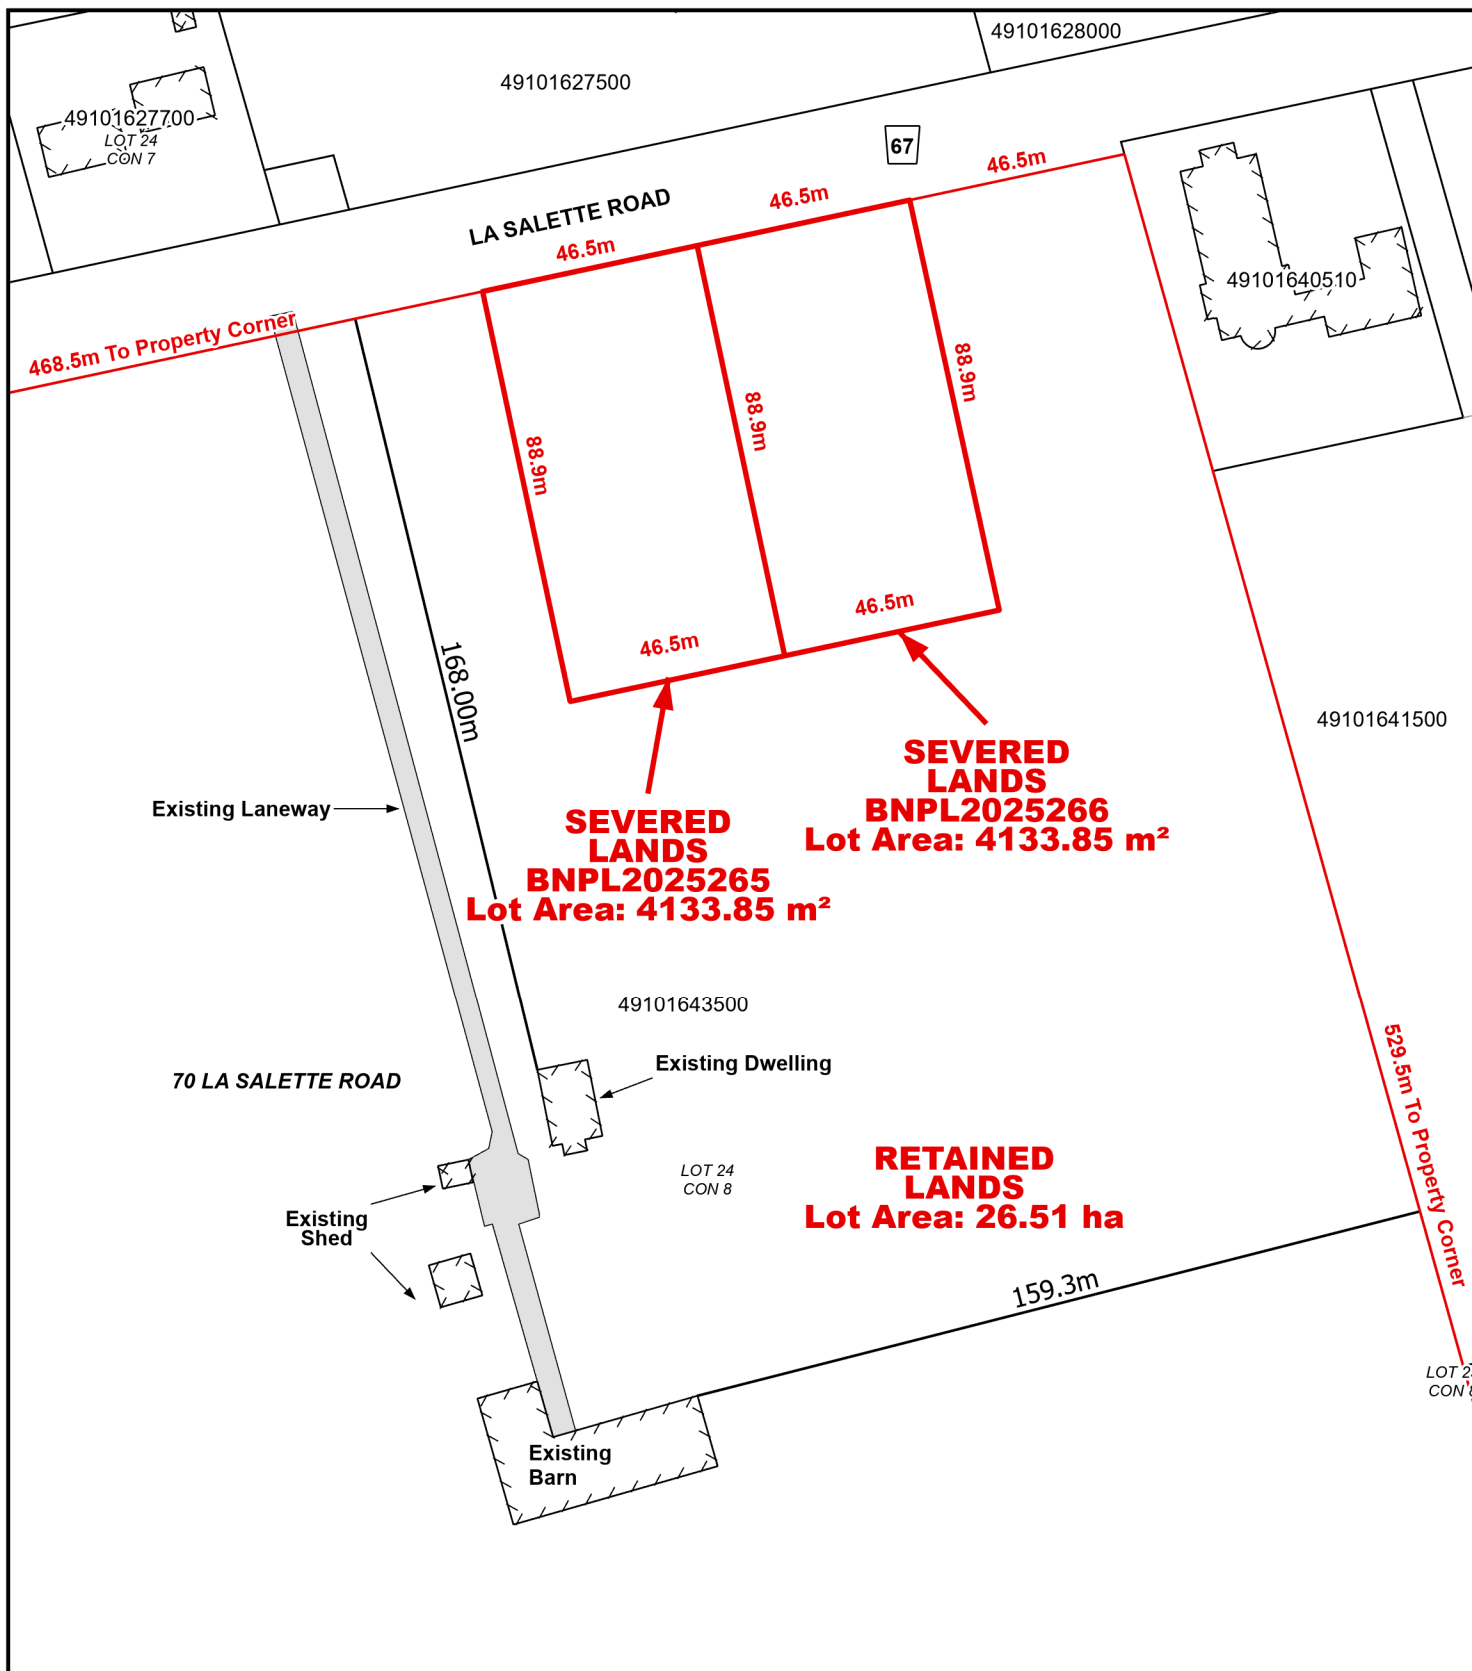 49101628000
49101627500
49101627700
LOT 24
CON 7
67
46.5m
LA SALETTE ROAD
46.5m
46.5m
49101640510
468.5m To Property Corner
88.9m
88.9m
88.9m
46.5m
46.5m
168.00m
49101641500
SEVERED
LANDS
BNPL2025266
Lot Area: 4133.85 m²
Existing Laneway
SEVERED
LANDS
BNPL2025265
Lot Area: 4133.85 m²
49101643500
Existing Dwelling
70 LA SALETTE ROAD
529.5m To Property Corner
LOT 24
CON 8
RETAINED
LANDS
Lot Area: 26.51 ha
Existing
Shed
159.3m
LOT
CON
Existing
Barn